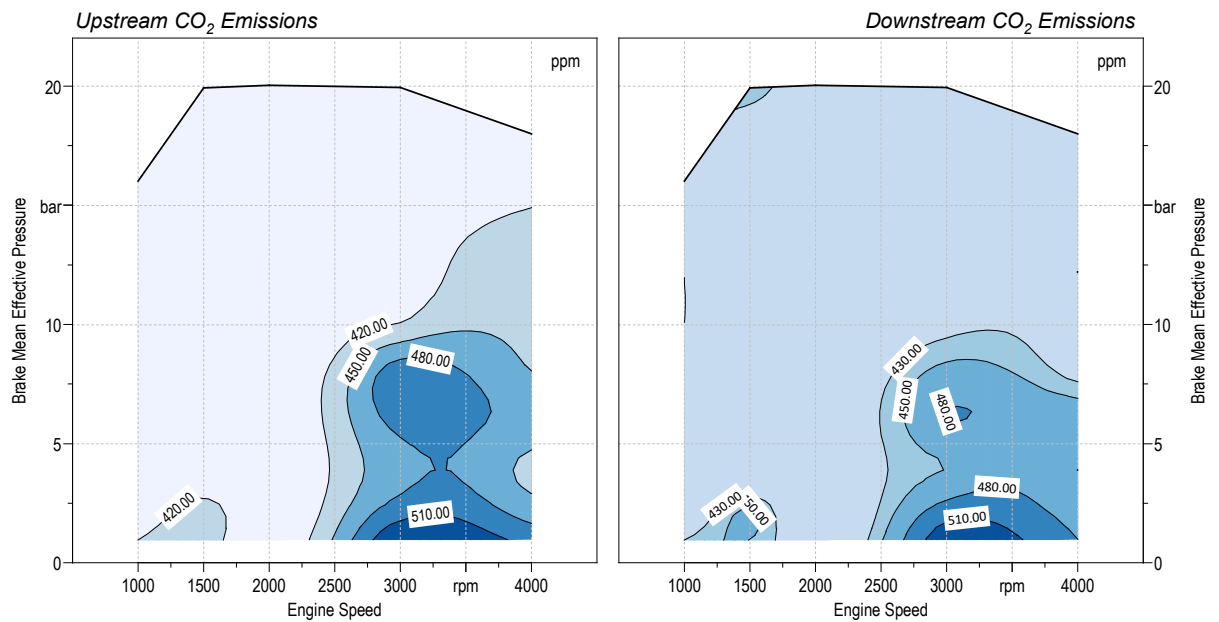 Upstream CO2 Emissions
ppm
20
bar
10
5
0
Brake Mean Effective Pressure
420.00
450.00
480.00
420.00
510.00
1000 1500 2000 2500 3000 rpm 4000
Engine Speed
Downstream CO2 Emissions
ppm
20
bar
10
5
0
Brake Mean Effective Pressure
430.00
450.00
480.00
480.00
430.00
510.00
1000 1500 2000 2500 3000 rpm 4000
Engine Speed